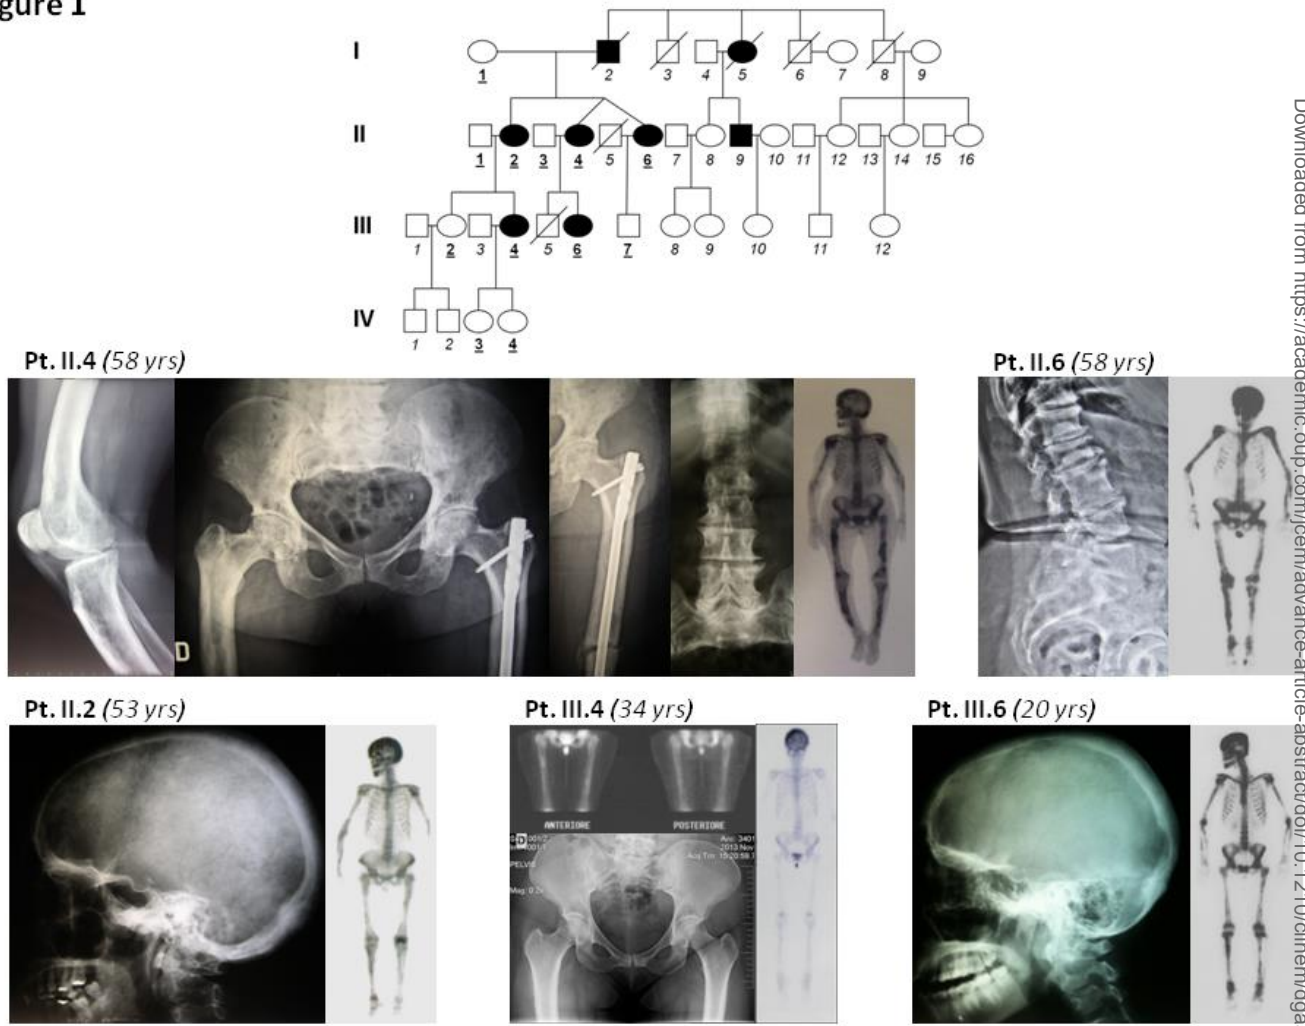 gure 1
I
1 2 3 4 5 6 7 8 9
II
1 2 3 4 5 6 7 8 9 10 11 12 13 14 15 16
III
1 2 3 4 5 6 7 8 9 10 11 12
IV
1 2 3 4
Pt. II.4 (58 yrs)
Pt. II.6 (58 yrs)
D
Pt. II.2 (53 yrs)
Pt. III.4 (34 yrs)
Pt. III.6 (20 yrs)
ANTERIORE POSTERIORE
D
2013 Nov
PELVIS
Downloaded from https://academic.oup.com/jcem/advance-article-abstract/doi/10.1210/clinem/dga